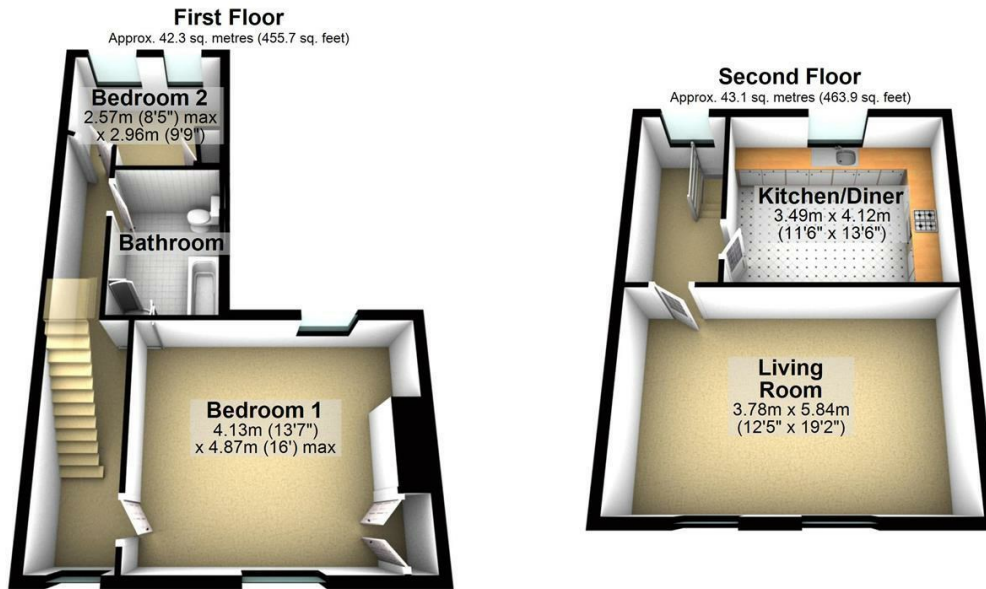 First Floor
Approx. 42.3 sq. metres (455.7 sq. feet)
Bedroom 2
2.57m (8'5") max
x 2.96m (9'9")
Bathroom
Bedroom 1
4.13m (13'7")
x 4.87m (16') max
Second Floor
Approx. 43.1 sq. metres (463.9 sq. feet)
Kitchen/Diner
3.49m x 4.12m
(11'6" x 13'6")
Living
Room
3.78m x 5.84m
(12'5" x 19'2")